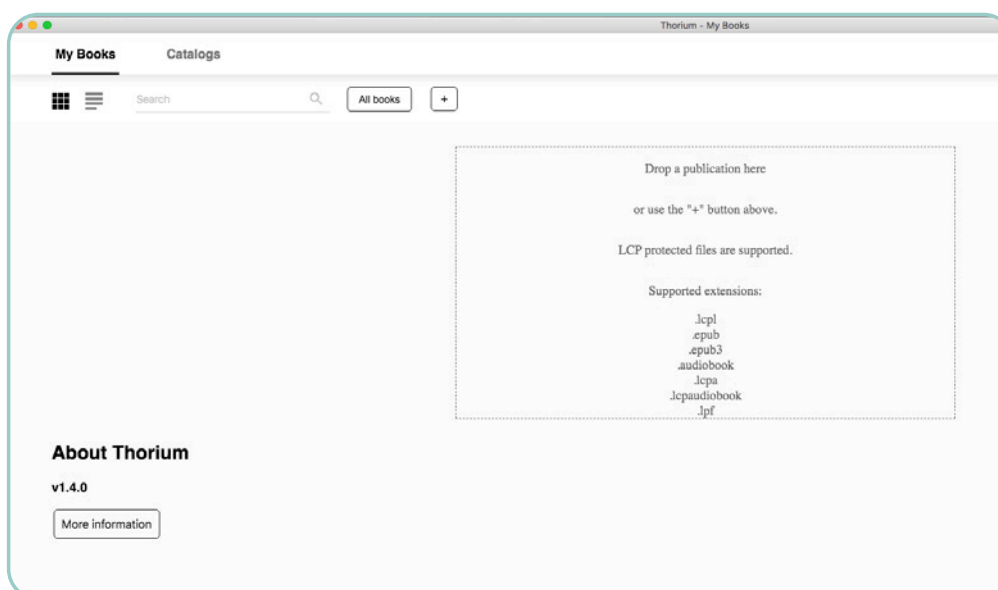 Thorium - My Books
My Books Catalogs
Search All books +
Drop a publication here
or use the "+" button above.
LCP protected files are supported.
Supported extensions:
.lcpl
.epub
.epub3
.audiobook
.lcpa
.lcpaudiobook
.lpf
About Thorium
v1.4.0
More information